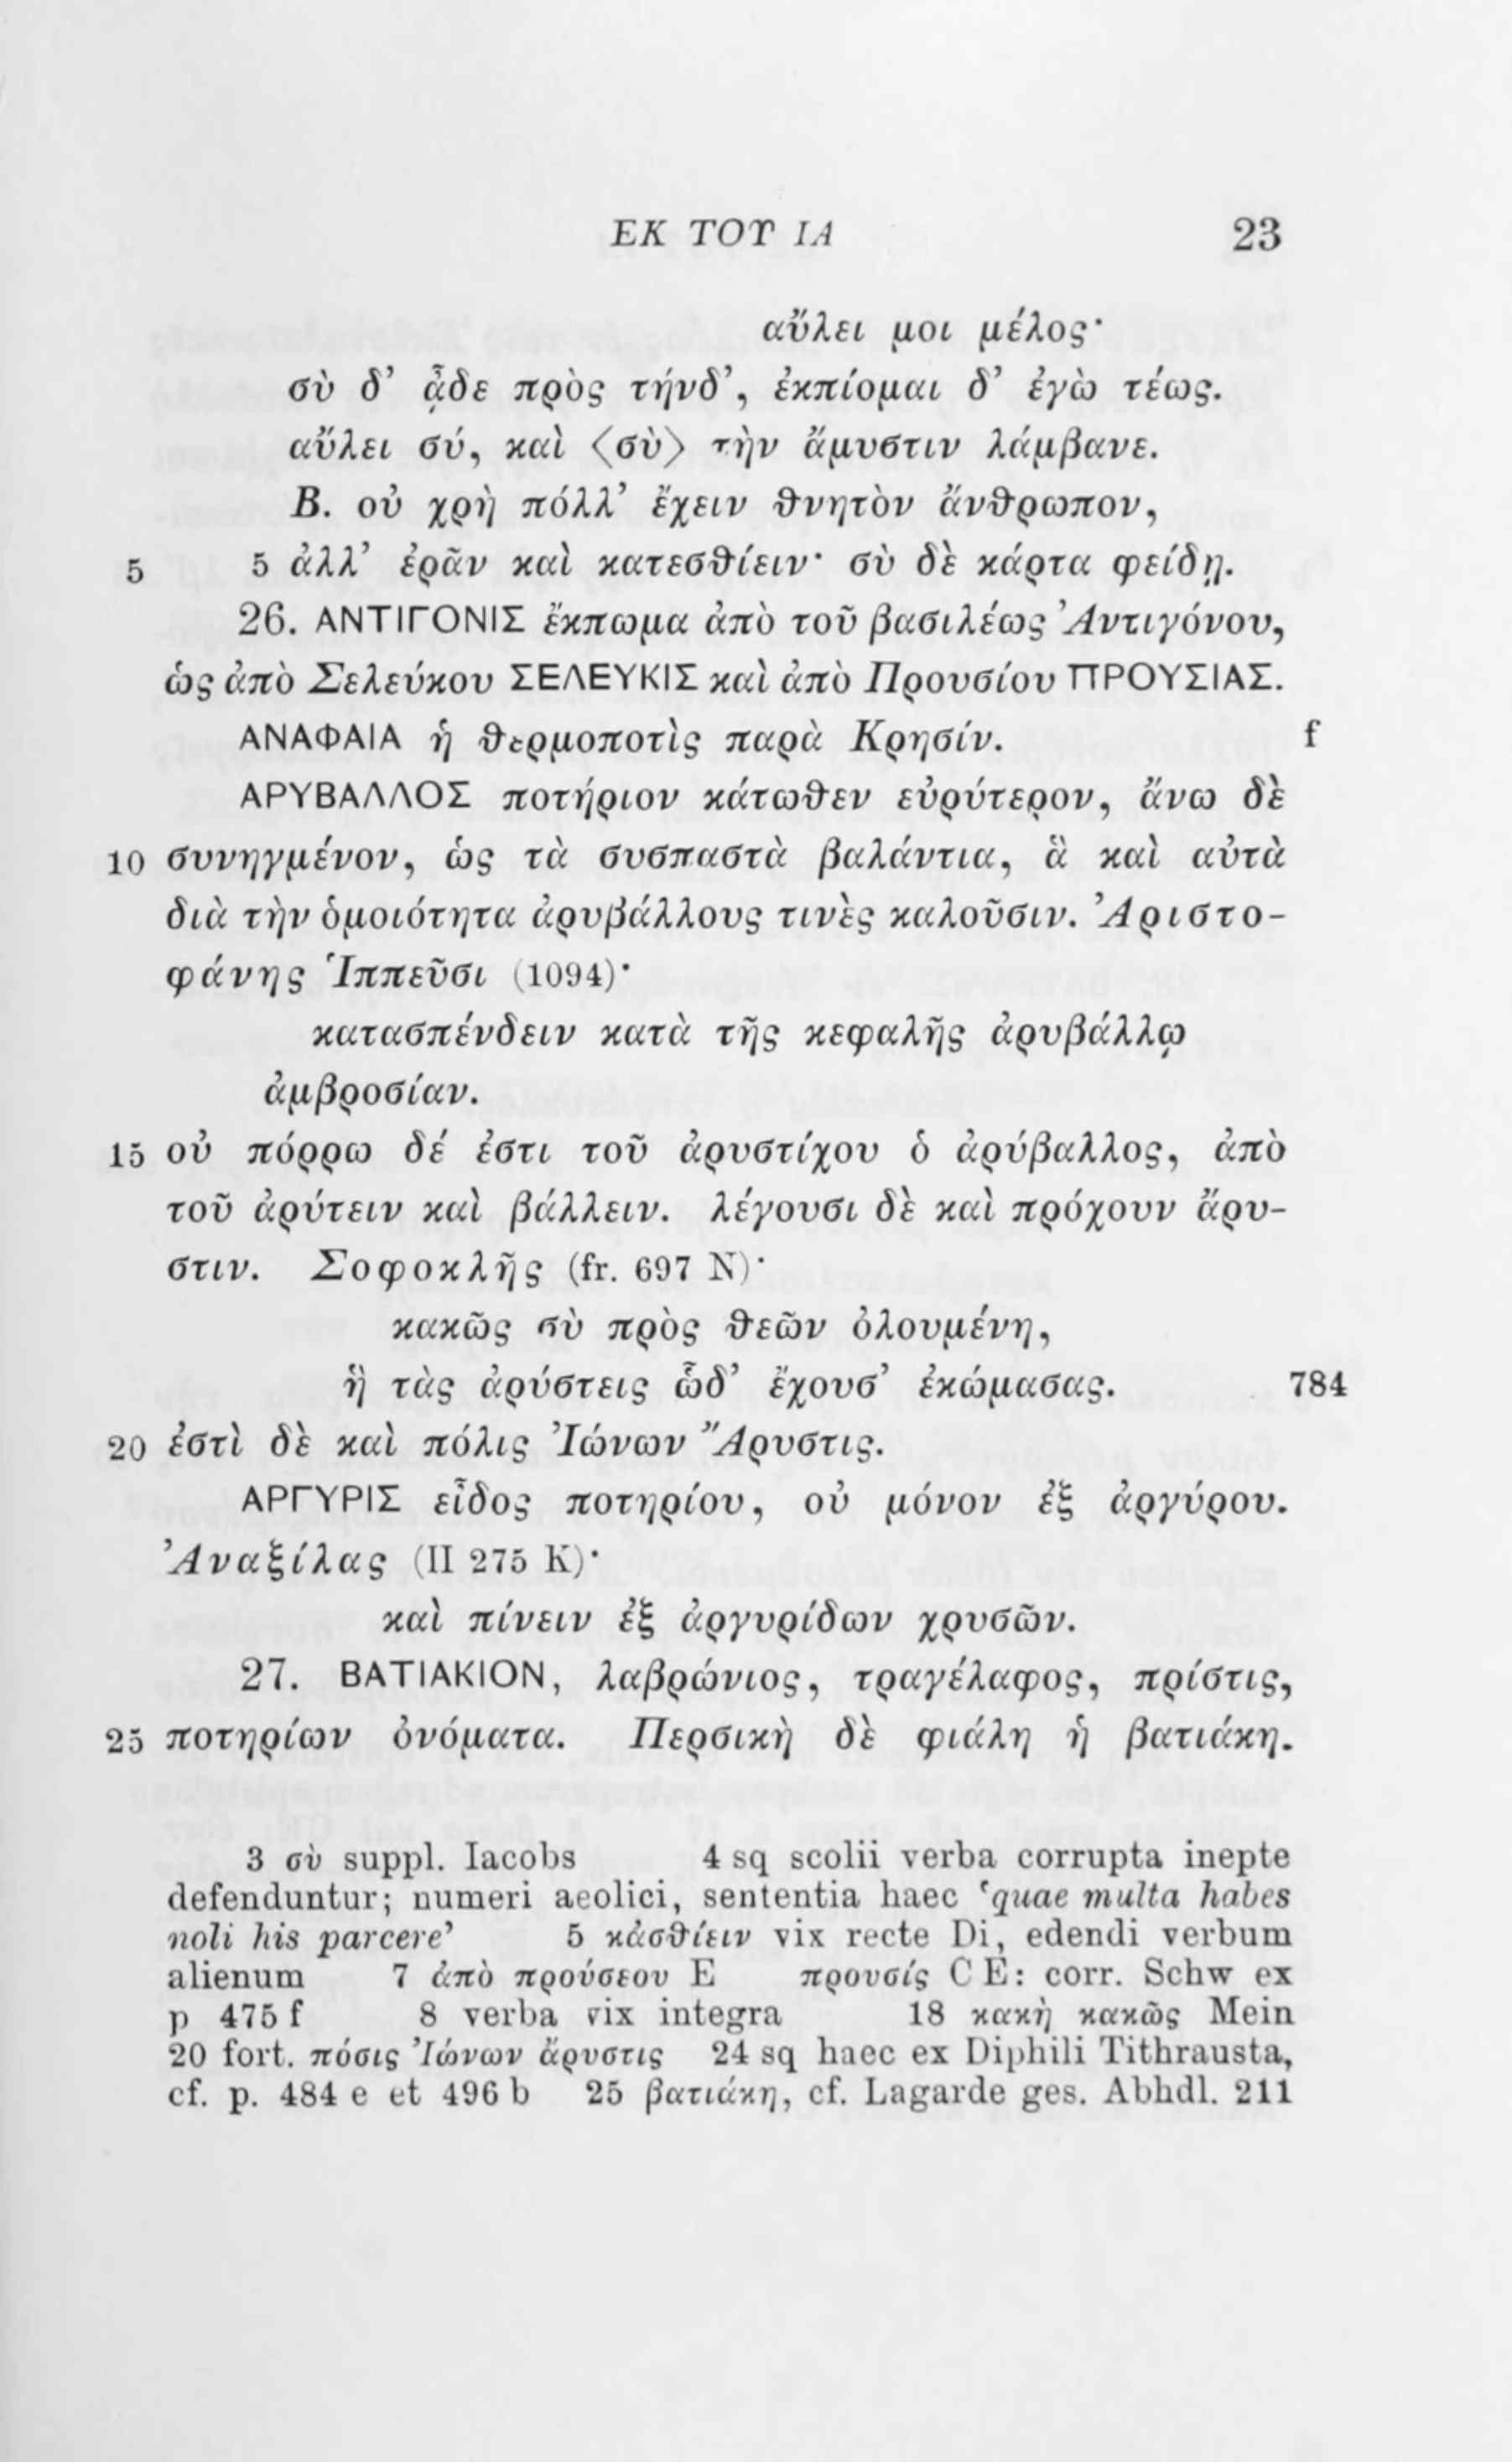 ΕΚ ΤΟΥ ΙΑ 23
αὔλει μοι μέλος·
σὺ δ’ ᾆδε πρὸς τήνδ’, ἐκπίομαι δ’ ἐγὼ τέως.
αὔλει σύ, καὶ 〈σὺ〉 τὴν ἄμυστιν λάμβανε.
Β. οὐ χρὴ πόλλ’ ἔχειν θνητὸν ἄνθρωπον,
5 5 ἀλλ’ ἐρᾶν καὶ κατεσθίειν· σὺ δὲ κάρτα φείδῃ.
26. ΑΝΤΙΓΟΝΙΣ ἔκπωμα ἀπὸ τοῦ βασιλέως Ἀντιγόνου,
ὡς ἀπὸ Σελεύκου ΣΕΛΕΥΚΙΣ καὶ ἀπὸ Προυσίου ΠΡΟΥΣΙΑΣ.
ΑΝΑΦΑΙΑ ἡ θερμοποτὶς παρὰ Κρησίν. f
ΑΡΥΒΑΛΛΟΣ ποτήριον κάτωθεν εὐρύτερον, ἄνω δὲ
10 συνηγμένον, ὡς τὰ συσπαστὰ βαλάντια, ἃ καὶ αὐτὰ
διὰ τὴν ὁμοιότητα ἀρυβάλλους τινὲς καλοῦσιν. Ἀριστο-
φάνης Ἱππεῦσι (1094)·
κατασπένδειν κατὰ τῆς κεφαλῆς ἀρυβάλλῳ
ἀμβροσίαν.
15 οὐ πόρρω δέ ἐστι τοῦ ἀρυστίχου ὁ ἀρύβαλλος, ἀπὸ
τοῦ ἀρύτειν καὶ βάλλειν. λέγουσι δὲ καὶ πρόχουν ἄρυ-
στιν. Σοφοκλῆς (fr. 697 N)·
κακῶς σὺ πρὸς θεῶν ὀλουμένη,
ἣ τὰς ἀρύστεις ὧδ’ ἔχουσ’ ἐκώμασας. 784
20 ἐστὶ δὲ καὶ πόλις Ἰώνων Ἄρυστις.
ΑΡΓΥΡΙΣ εἶδος ποτηρίου, οὐ μόνον ἐξ ἀργύρου.
Ἀναξίλας (II 275 K)·
καὶ πίνειν ἐξ ἀργυρίδων χρυσῶν.
27. ΒΑΤΙΑΚΙΟΝ, λαβρώνιος, τραγέλαφος, πρίστις,
25 ποτηρίων ὀνόματα. Περσικὴ δὲ φιάλη ἡ βατιάκη.
3 σὺ suppl. Iacobs 4 sq scolii verba corrupta inepte
defenduntur; numeri aeolici, sententia haec ‘quae multa habes
noli his parcere’ 5 κἀσθίειν vix recte Di, edendi verbum
alienum 7 ἀπὸ προύσεου E προυσίς CE: corr. Schw ex
p 475 f 8 verba vix integra 18 κακὴ κακῶς Mein
20 fort. πόσις Ἰώνων ἄρυστις 24 sq haec ex Diphili Tithrausta,
cf. p. 484 e et 496 b 25 βατιάκη, cf. Lagarde ges. Abhdl. 211